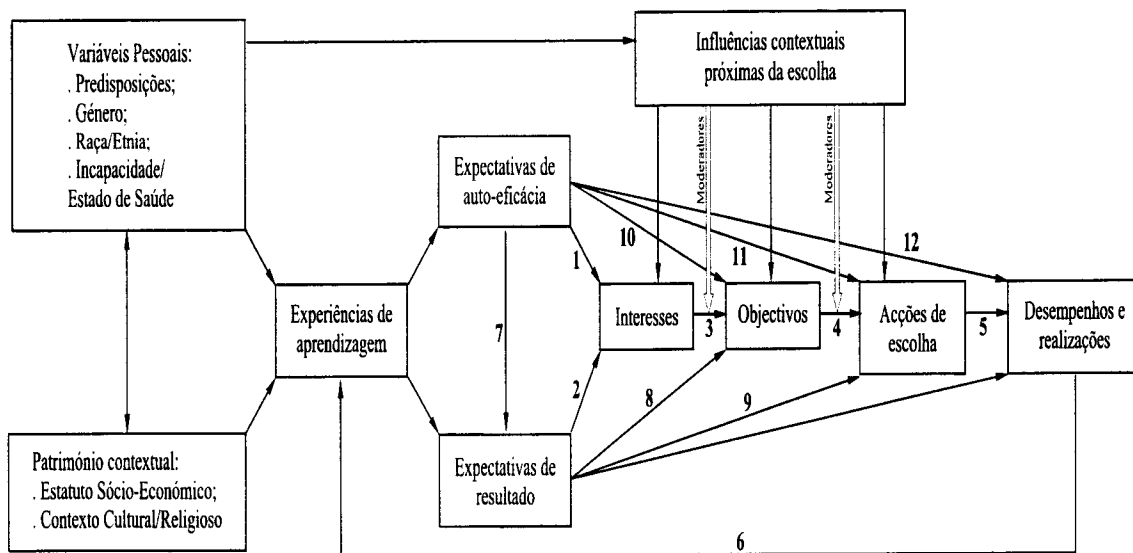 Variáveis Pessoais:
. Predisposições;
. Género;
. Raça/Etnia;
. Incapacidade/
Estado de Saúde
Influências contextuais
próximas da escolha
Moderadores
Moderadores
Expectativas de
auto-eficácia
10
11
12
1
Experiências de
aprendizagem
7
Interesses
3
Objectivos
4
Acções de
escolha
5
Desempenhos e
realizações
2
8
9
Património contextual:
. Estatuto Sócio-Económico;
. Contexto Cultural/Religioso
Expectativas de
resultado
6